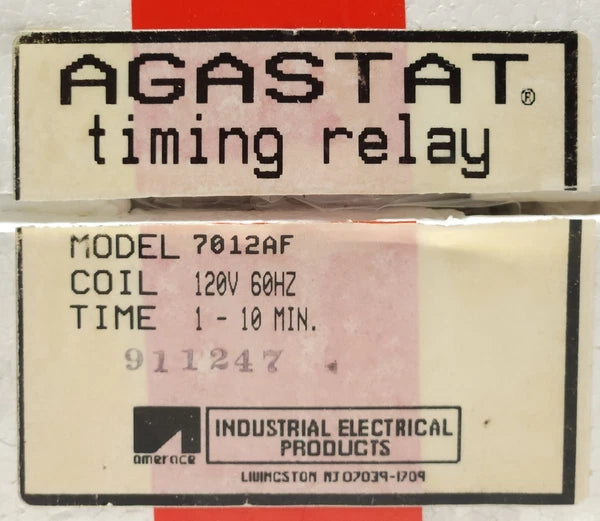 AGASTAT®
timing relay
MODEL 7012AF
COIL 120V 60HZ
TIME 1 - 10 MIN.
911247
amerace
INDUSTRIAL ELECTRICAL
PRODUCTS
LIVINGSTON NJ 07039-1709